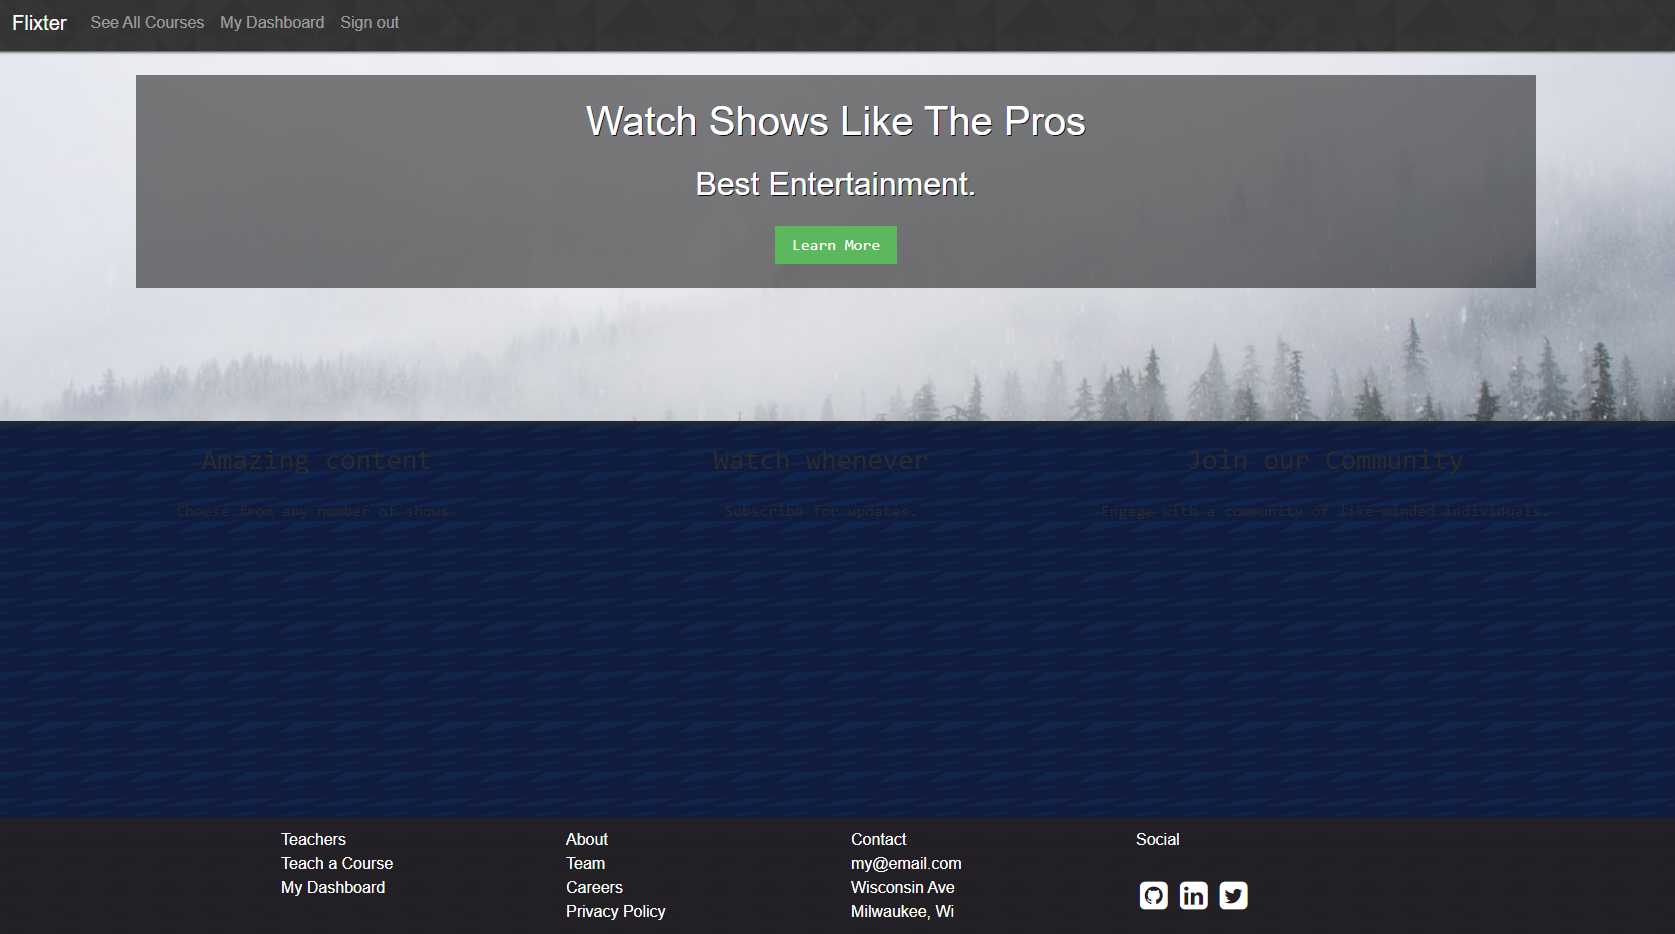 Flixter See All Courses My Dashboard Sign out
Watch Shows Like The Pros
Best Entertainment.
Learn More
Amazing content
Choose from any number of shows.
Watch whenever
Subscribe for updates.
Join our Community
Engage with a community of like-minded individuals.
Teachers
Teach a Course
My Dashboard
About
Team
Careers
Privacy Policy
Contact
my@email.com
Wisconsin Ave
Milwaukee, Wi
Social
in